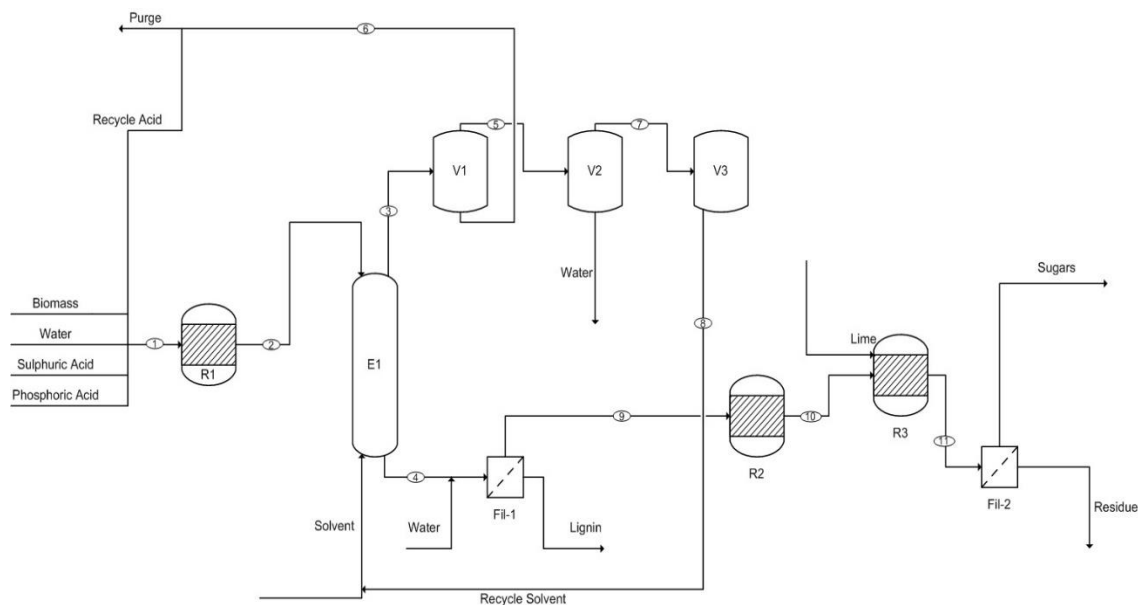 Purge
6
Recycle Acid
5
7
V1
V2
V3
3
Water
Sugars
Biomass
Water
1
2
R1
Sulphuric Acid
Phosphoric Acid
E1
8
Lime
R3
9
10
R2
11
4
Fil-1
Fil-2
Solvent
Water
Lignin
Residue
Recycle Solvent